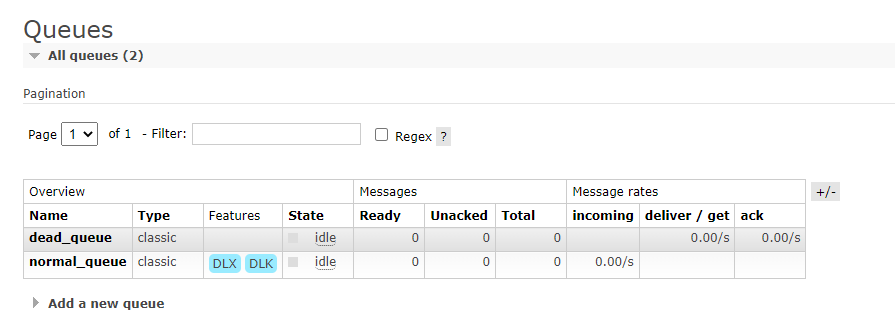 Queues
All queues (2)
Pagination
Page 1 of 1 - Filter: Regex ?
Overview Messages Message rates +/-
Name Type Features State Ready Unacked Total incoming deliver / get ack
dead_queue classic idle 0 0 0 0.00/s 0.00/s
normal_queue classic DLX DLK idle 0 0 0 0.00/s
Add a new queue